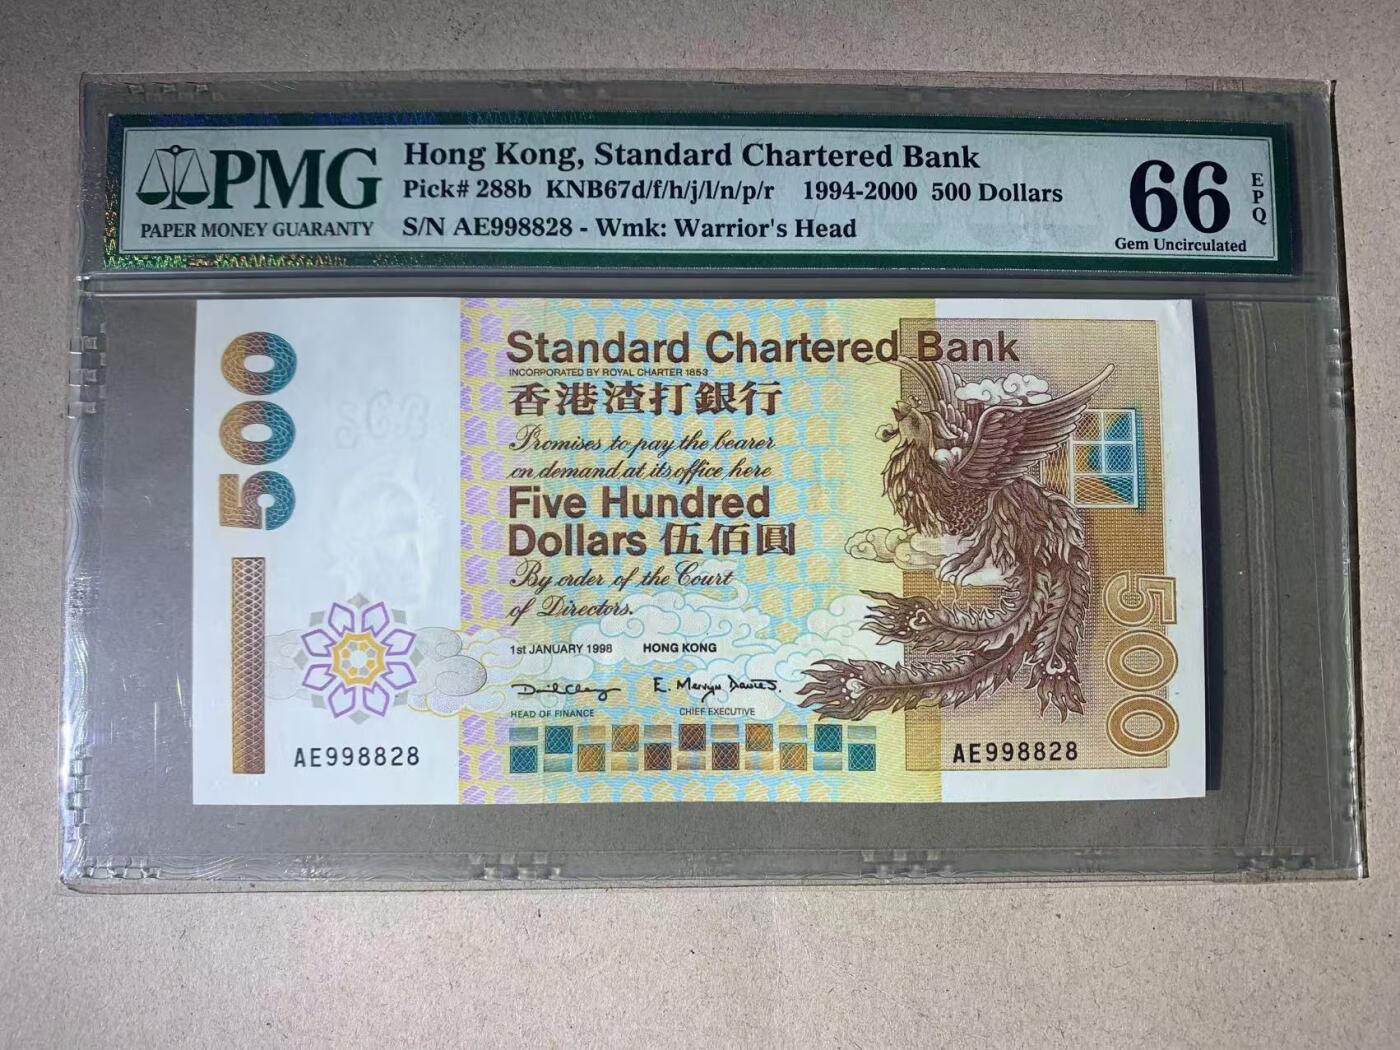 PMG
PAPER MONEY GUARANTY
Hong Kong, Standard Chartered Bank
Pick# 288b KNB67d/f/h/j/l/n/p/r 1994-2000 500 Dollars
S/N AE998828 - Wmk: Warrior's Head
66
EPQ
Gem Uncirculated
500
Standard Chartered Bank
INCORPORATED BY ROYAL CHARTER 1853
香港渣打銀行
Promises to pay the bearer
on demand at its office here
Five Hundred
Dollars 伍佰圓
By order of the Court
of Directors.
1st JANUARY 1998 HONG KONG
E. Mervyn Davies.
HEAD OF FINANCE CHIEF EXECUTIVE
AE998828
AE998828
500